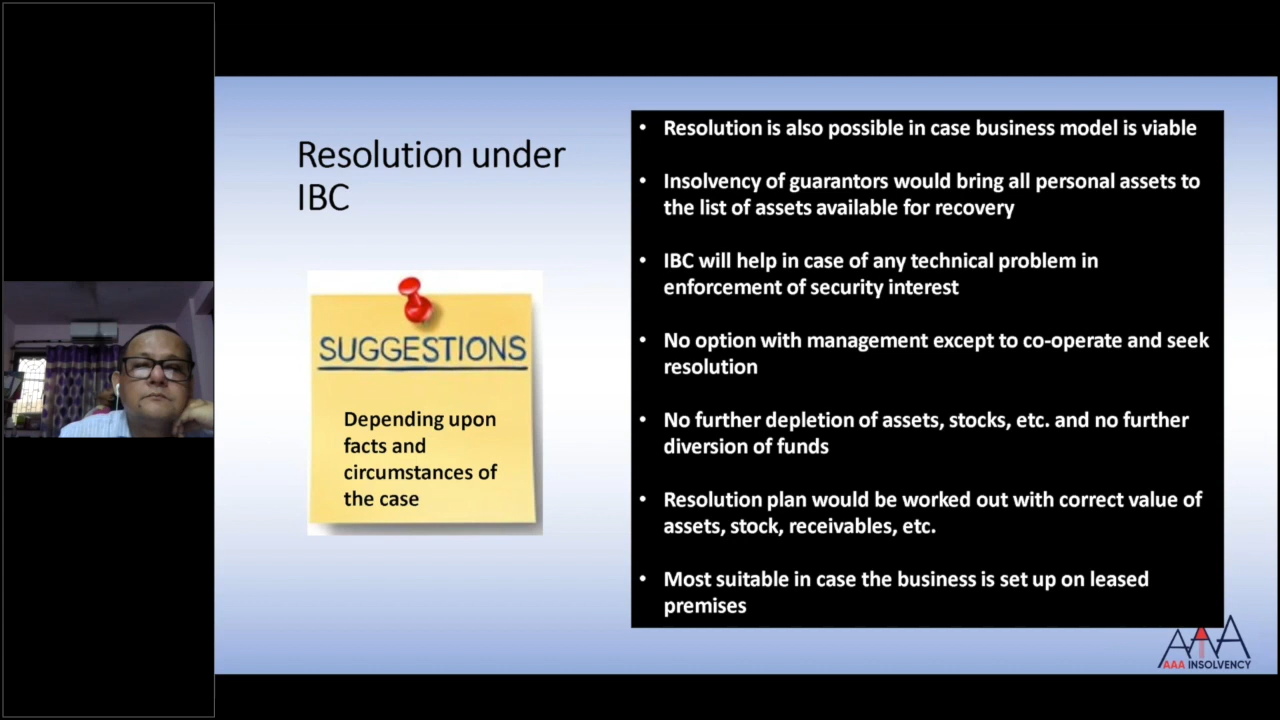 Resolution under
IBC
SUGGESTIONS
Depending upon
facts and
circumstances of
the case
• Resolution is also possible in case business model is viable
• Insolvency of guarantors would bring all personal assets to
the list of assets available for recovery
• IBC will help in case of any technical problem in
enforcement of security interest
• No option with management except to co-operate and seek
resolution
• No further depletion of assets, stocks, etc. and no further
diversion of funds
• Resolution plan would be worked out with correct value of
assets, stock, receivables, etc.
• Most suitable in case the business is set up on leased
premises
AAA
AAA INSOLVENCY